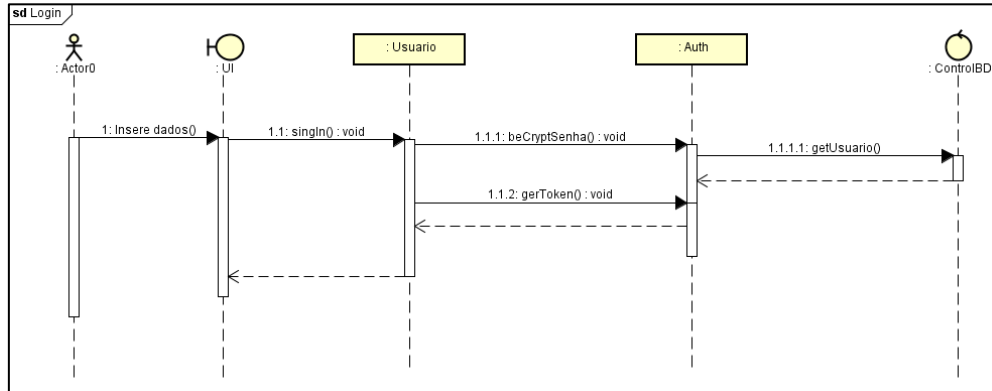 sd Login
: Actor0
: UI
: Usuario
: Auth
: ControlBD
1: Insere dados()
1.1: singIn() : void
1.1.1: beCryptSenha() : void
1.1.1.1: getUsuario()
1.1.2: gerToken() : void